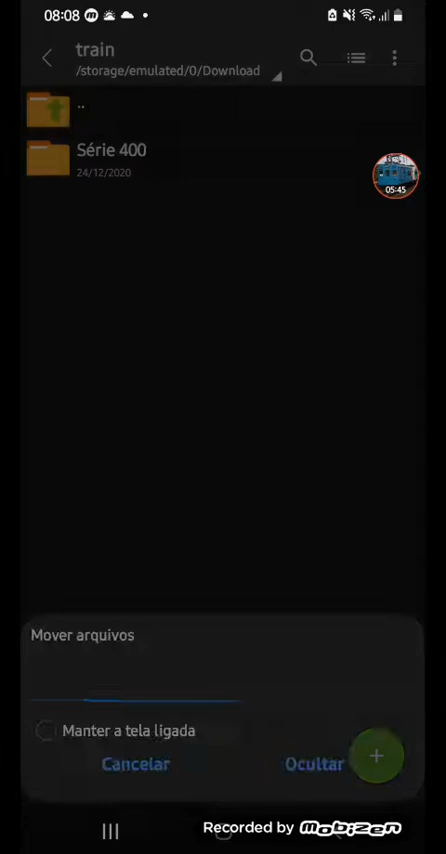 08:08
train
/storage/emulated/0/Download
..
Série 400
24/12/2020
05:45
Mover arquivos
Manter a tela ligada
Cancelar
Ocultar
Recorded by Mobizen